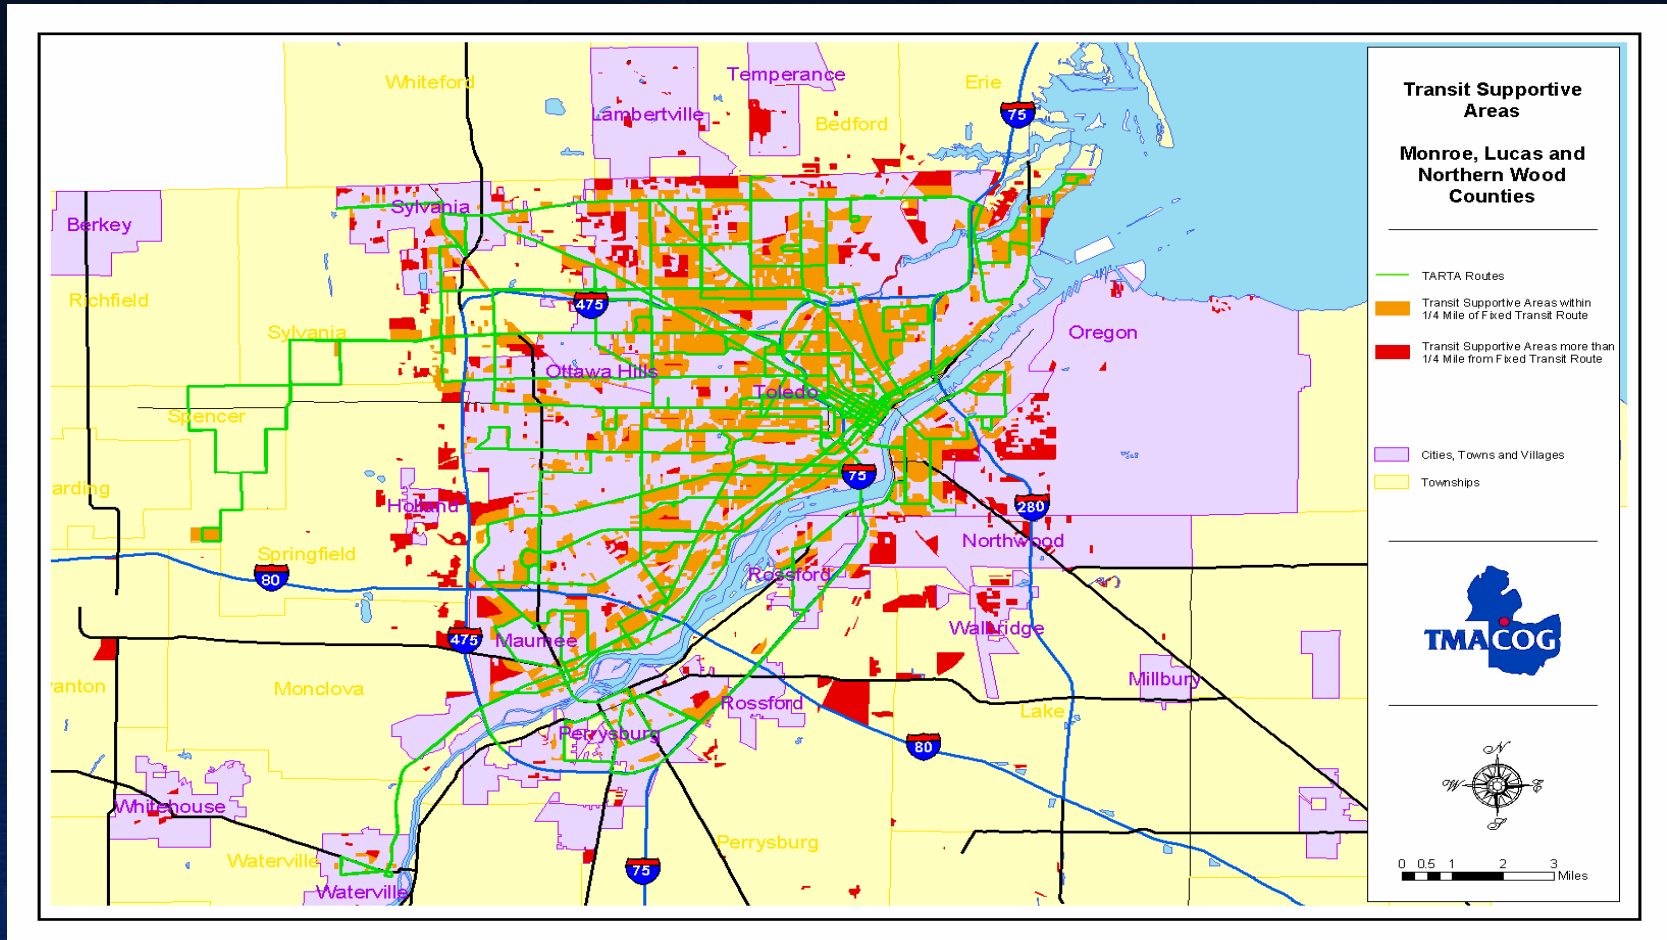 Whiteford
Temperance
Erie
Lambertville
Bedford
75
Sylvania
Berkey
Richfield
475
Sylvania
Oregon
Ottawa Hills
Toledo
Spencer
75
arding
Holland
280
Northwood
Springfield
80
Rossford
475
Maumee
Walbridge
anton
Monclova
Millbury
Rossford
Lake
Perrysburg
80
Whitehouse
Perrysburg
Waterville
75
Waterville
Transit Supportive
Areas
Monroe, Lucas and
Northern Wood
Counties
TARTA Routes
Transit Supportive Areas within
1/4 Mile of Fixed Transit Route
Transit Supportive Areas more than
1/4 Mile from Fixed Transit Route
Cities, Towns and Villages
Townships
TMACOG
N
W
E
S
0 0.5 1 2 3
Miles